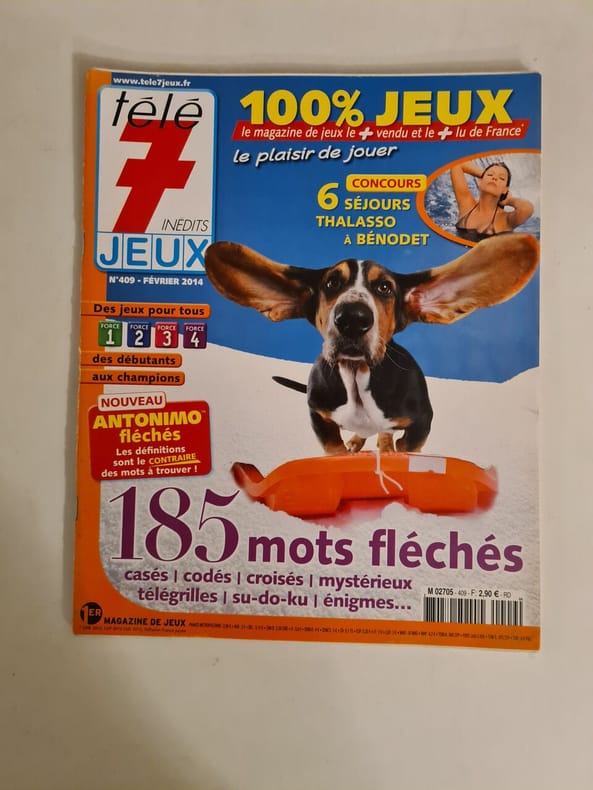 www.tele7jeux.fr
télé
7
INÉDITS
JEUX
N°409 - FÉVRIER 2014
100% JEUX
le magazine de jeux le + vendu et le + lu de France*
le plaisir de jouer
CONCOURS
6 SÉJOURS
THALASSO
à BÉNODET
Des jeux pour tous
FORCE 1 FORCE 2 FORCE 3 FORCE 4
des débutants
aux champions
NOUVEAU
ANTONIMO™
fléchés
Les définitions
sont le CONTRAIRE
des mots à trouver !
185 mots fléchés
casés | codés | croisés | mystérieux
télégrilles | su-do-ku | énigmes...
M 02705 - 409 - F: 2,90 € - RD
1ER MAGAZINE DE JEUX